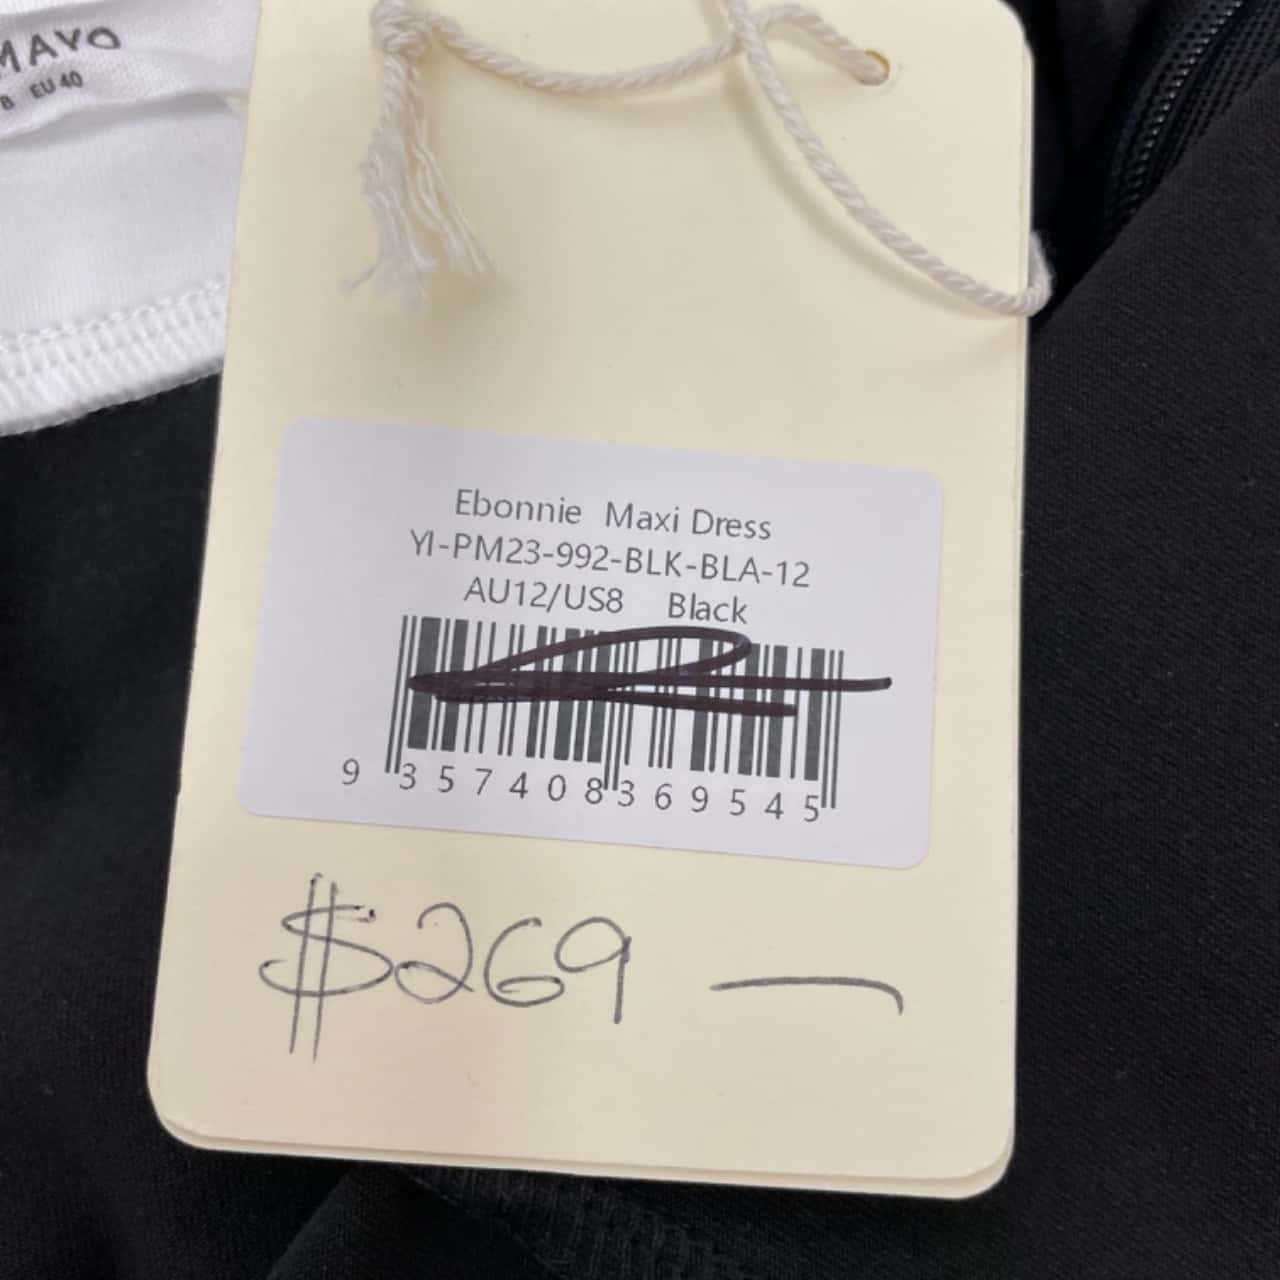 MAYO
EU 40
Ebonnie Maxi Dress
YI-PM23-992-BLK-BLA-12
AU12/US8 Black
9 357408 369545
$269 —